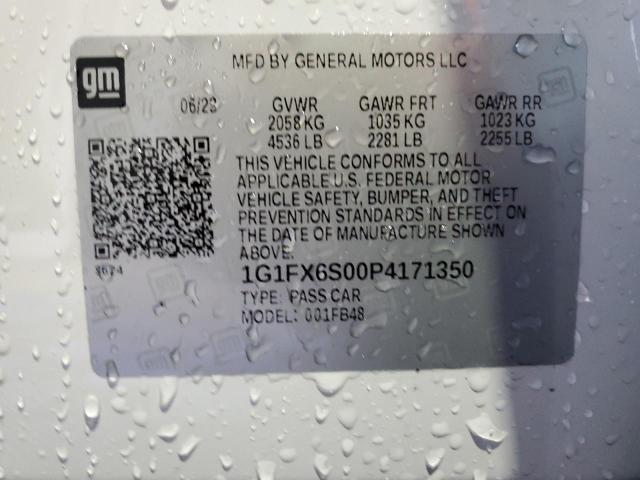 gm
MFD BY GENERAL MOTORS LLC
06/23 GVWR GAWR FRT GAWR RR
2058 KG 1035 KG 1023 KG
4536 LB 2281 LB 2255 LB
THIS VEHICLE CONFORMS TO ALL
APPLICABLE U.S. FEDERAL MOTOR
VEHICLE SAFETY, BUMPER, AND THEFT
PREVENTION STANDARDS IN EFFECT ON
THE DATE OF MANUFACTURE SHOWN
ABOVE.
1G1FX6S00P4171350
TYPE: PASS CAR
MODEL: 001FB48